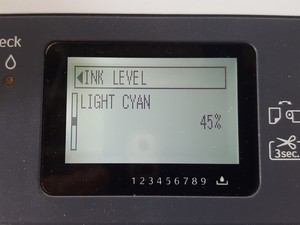 eck
INK LEVEL
LIGHT CYAN
45%
3sec.
1 2 3 4 5 6 7 8 9